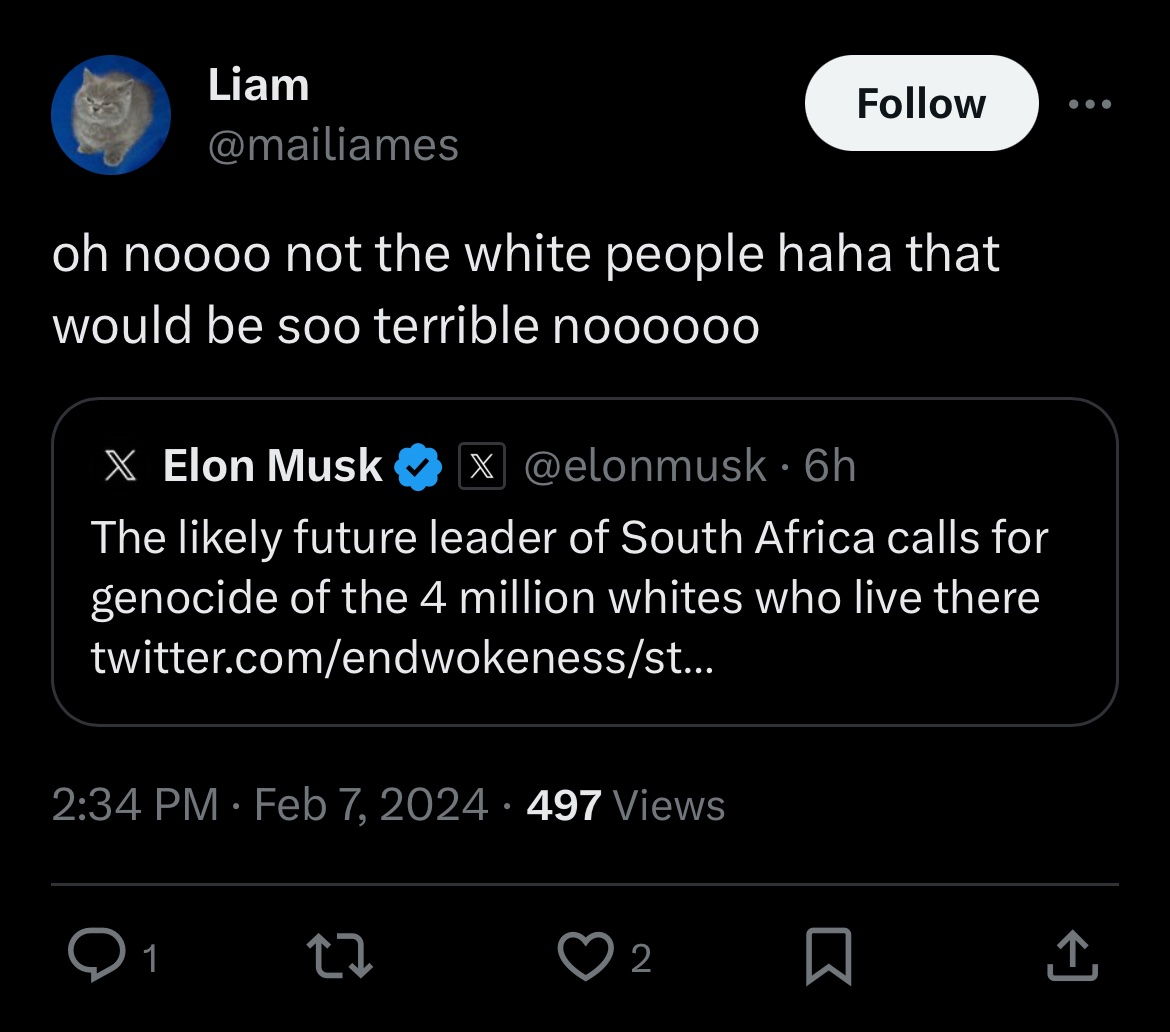 Liam
@mailiames
Follow
oh noooo not the white people haha that
would be soo terrible noooooo
Elon Musk @elonmusk · 6h
The likely future leader of South Africa calls for
genocide of the 4 million whites who live there
twitter.com/endwokeness/st...
2:34 PM · Feb 7, 2024 · 497 Views
1
2